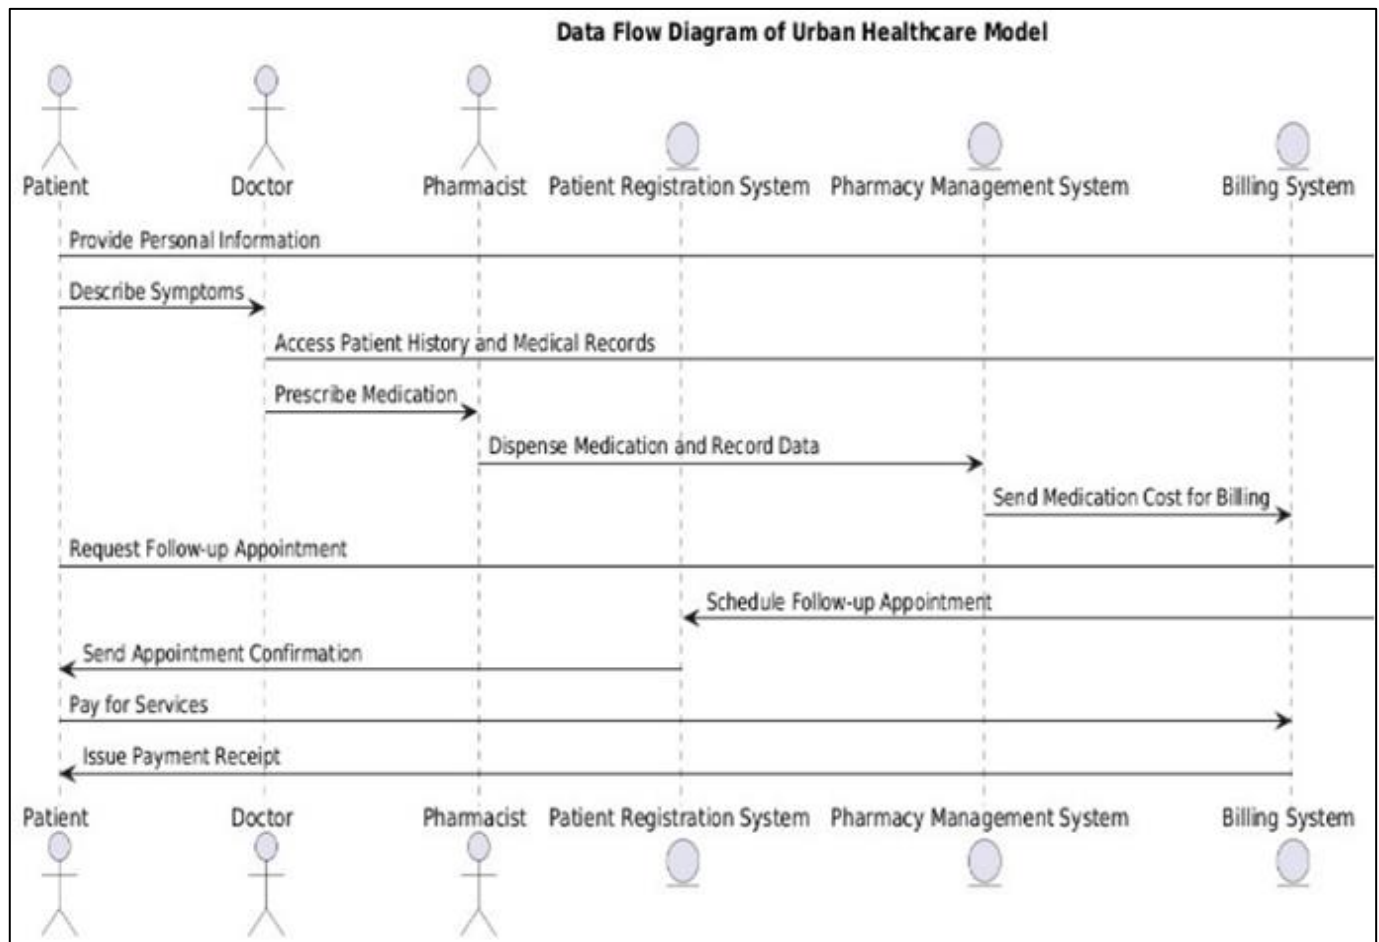 Data Flow Diagram of Urban Healthcare Model
Patient
Doctor
Pharmacist
Patient Registration System
Pharmacy Management System
Billing System
Provide Personal Information
Describe Symptoms
Access Patient History and Medical Records
Prescribe Medication
Dispense Medication and Record Data
Send Medication Cost for Billing
Request Follow-up Appointment
Schedule Follow-up Appointment
Send Appointment Confirmation
Pay for Services
Issue Payment Receipt
Patient
Doctor
Pharmacist
Patient Registration System
Pharmacy Management System
Billing System